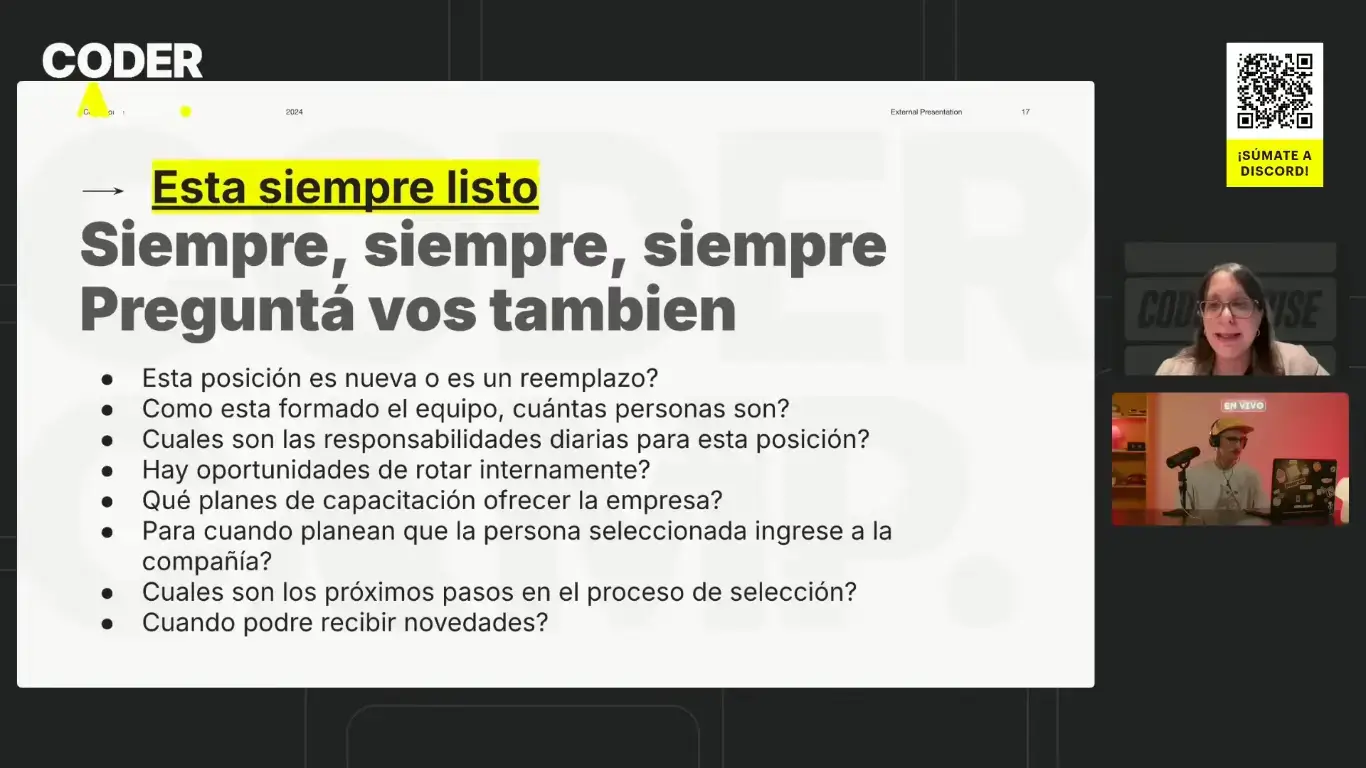 CODER
2024
External Presentation
17
¡SÚMATE A
DISCORD!
→ Esta siempre listo
Siempre, siempre, siempre
Preguntá vos tambien
● Esta posición es nueva o es un reemplazo?
● Como esta formado el equipo, cuántas personas son?
● Cuales son las responsabilidades diarias para esta posición?
● Hay oportunidades de rotar internamente?
● Qué planes de capacitación ofrecer la empresa?
● Para cuando planean que la persona seleccionada ingrese a la
compañía?
● Cuales son los próximos pasos en el proceso de selección?
● Cuando podre recibir novedades?
EN VIVO